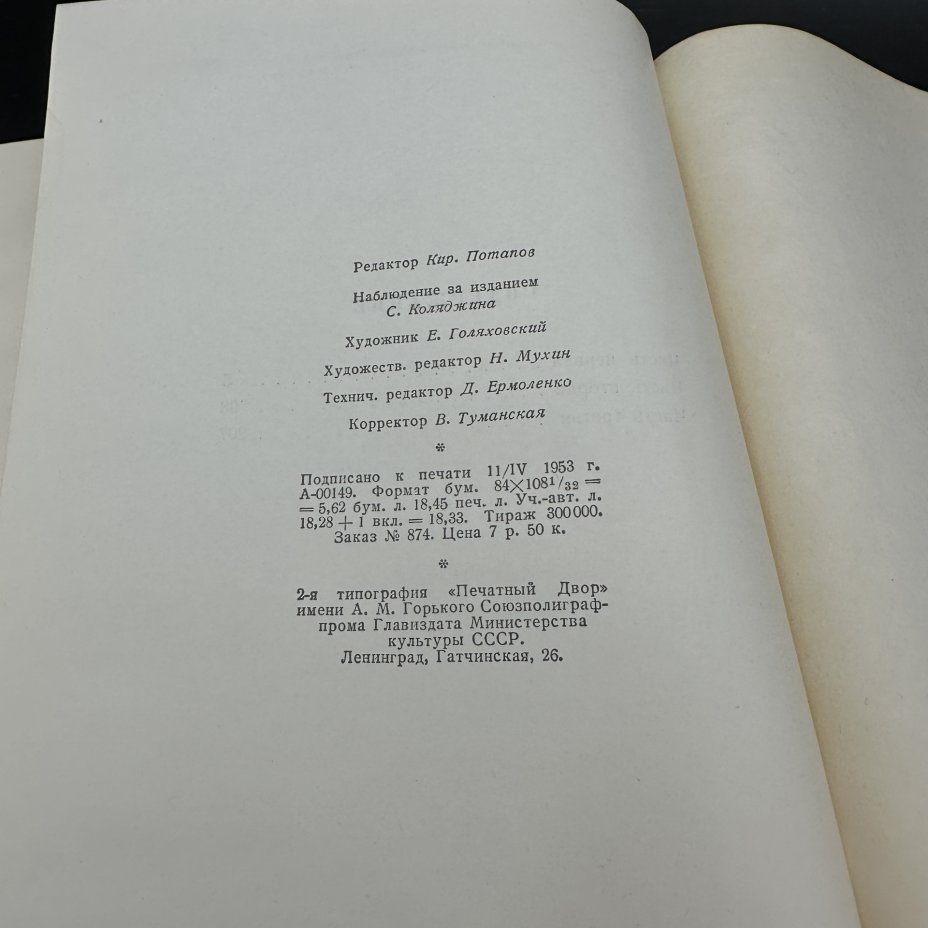 Редактор Кир. Потапов
Наблюдение за изданием
С. Коляджина
Художник Е. Голяховский
Художеств. редактор Н. Мухин
Технич. редактор Д. Ермоленко
Корректор В. Туманская
*
Подписано к печати 11/IV 1953 г.
А-00149. Формат бум. 84×108¹/₃₂ =
= 5,62 бум. л. 18,45 печ. л. Уч.-авт. л.
18,28 + 1 вкл. = 18,33. Тираж 300 000.
Заказ № 874. Цена 7 р. 50 к.
*
2-я типография «Печатный Двор»
имени А. М. Горького Союзполиграф-
прома Главиздата Министерства
культуры СССР.
Ленинград, Гатчинская, 26.